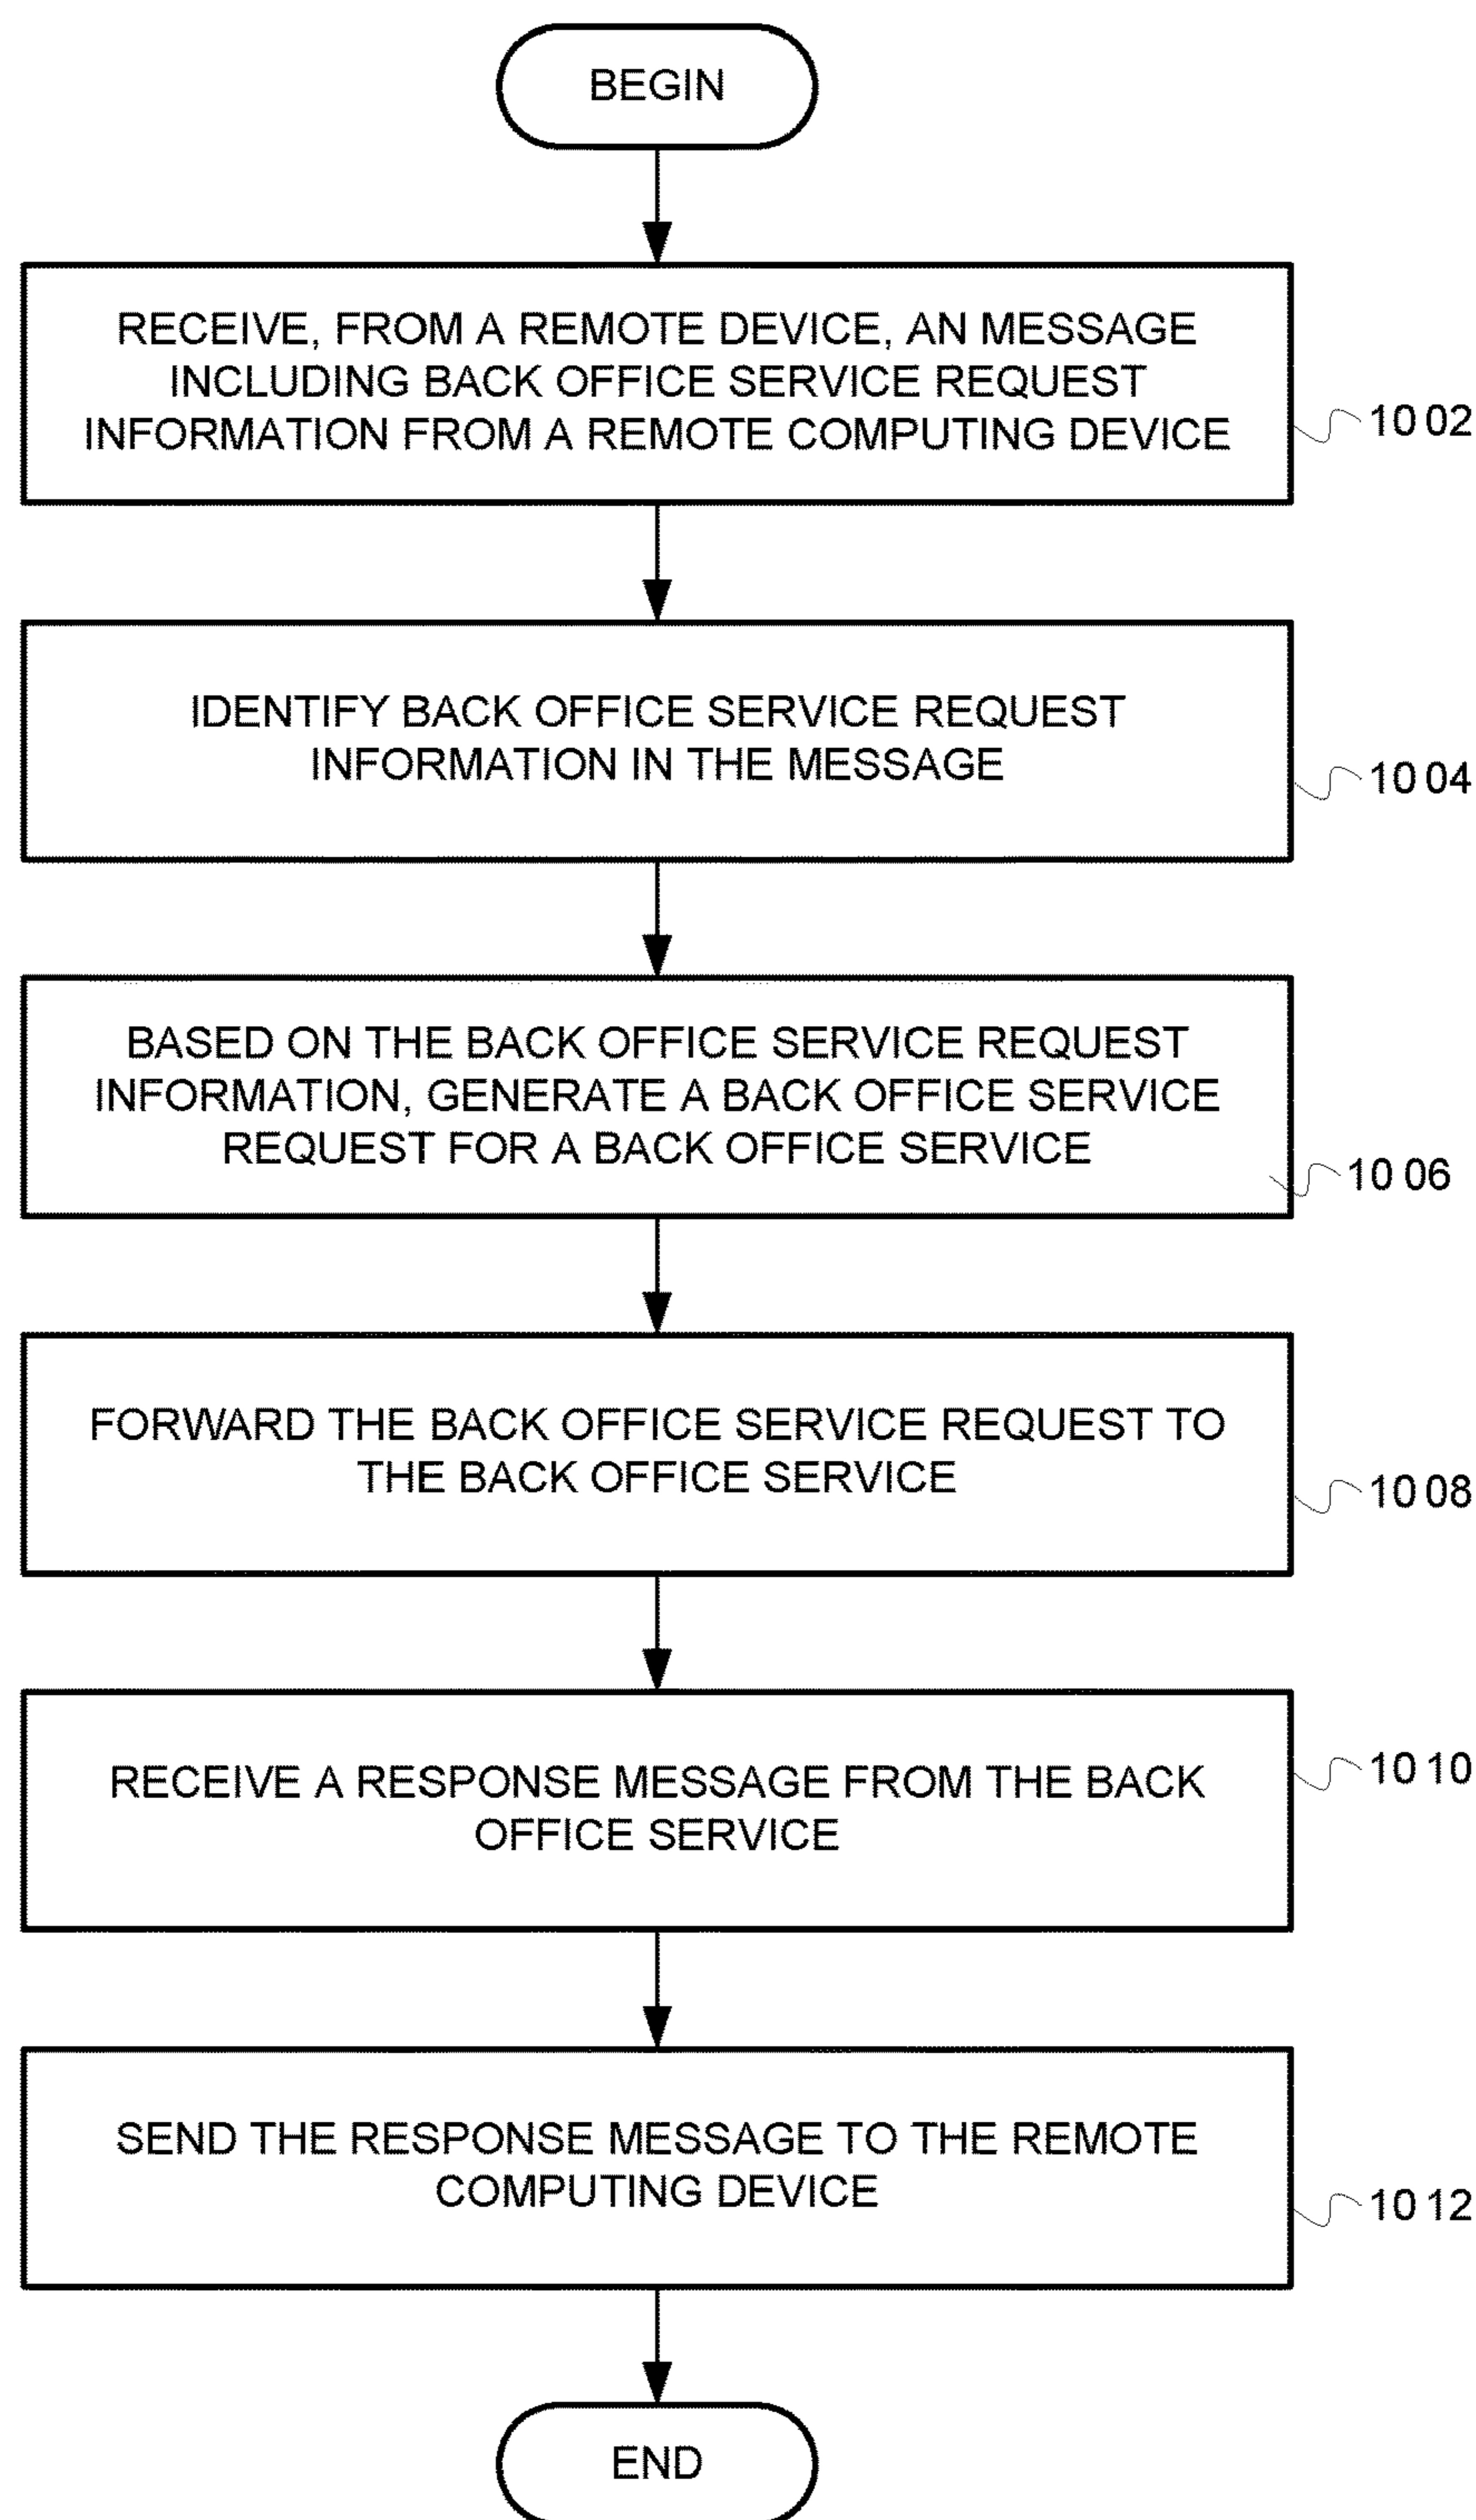 BEGIN
RECEIVE, FROM A REMOTE DEVICE, AN MESSAGE
INCLUDING BACK OFFICE SERVICE REQUEST
INFORMATION FROM A REMOTE COMPUTING DEVICE
1002
IDENTIFY BACK OFFICE SERVICE REQUEST
INFORMATION IN THE MESSAGE
1004
BASED ON THE BACK OFFICE SERVICE REQUEST
INFORMATION, GENERATE A BACK OFFICE SERVICE
REQUEST FOR A BACK OFFICE SERVICE
1006
FORWARD THE BACK OFFICE SERVICE REQUEST TO
THE BACK OFFICE SERVICE
1008
RECEIVE A RESPONSE MESSAGE FROM THE BACK
OFFICE SERVICE
1010
SEND THE RESPONSE MESSAGE TO THE REMOTE
COMPUTING DEVICE
1012
END